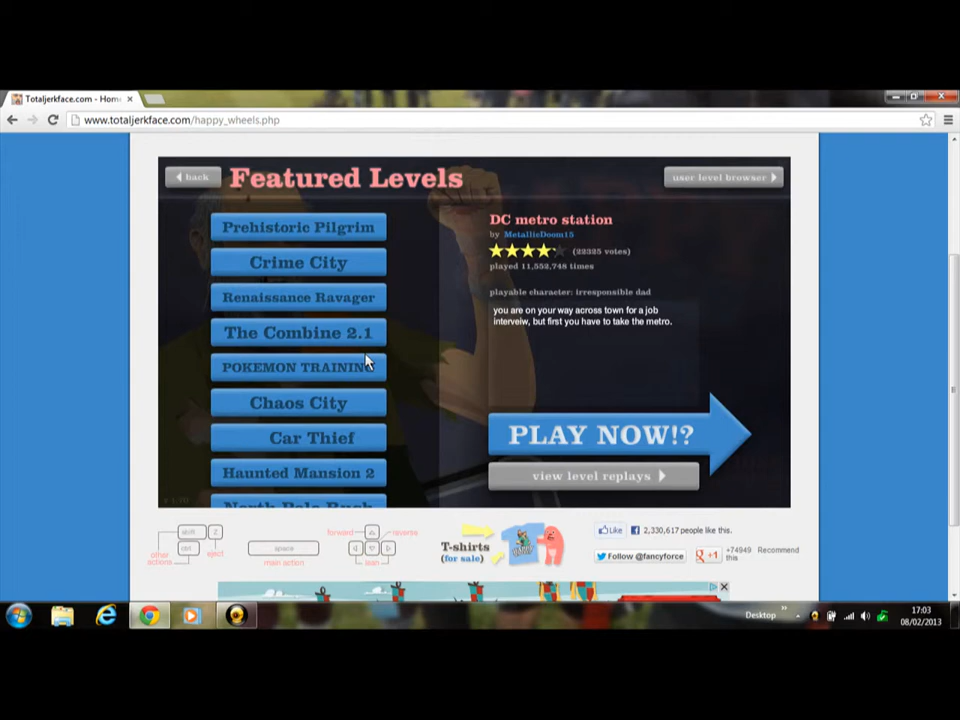 Totaljerkface.com - Hom
www.totaljerkface.com/happy_wheels.php
back
Featured Levels
user level browser
Prehistoric Pilgrim
Crime City
Renaissance Ravager
The Combine 2.1
POKEMON TRAINING
Chaos City
Car Thief
Haunted Mansion 2
North Pole Rush
DC metro station
by MetallicDoom15
(22325 votes)
played 11,552,748 times
playable character: irresponsible dad
you are on your way across town for a job
interveiw, but first you have to take the metro.
PLAY NOW!?
view level replays
other
actions
shift
ctrl
Z
eject
space
main action
forward
reverse
lean
T-shirts
(for sale)
Like
2,330,617 people like this.
Follow @fancyforce
+1
+74949 Recommend
this
Desktop
17:03
08/02/2013